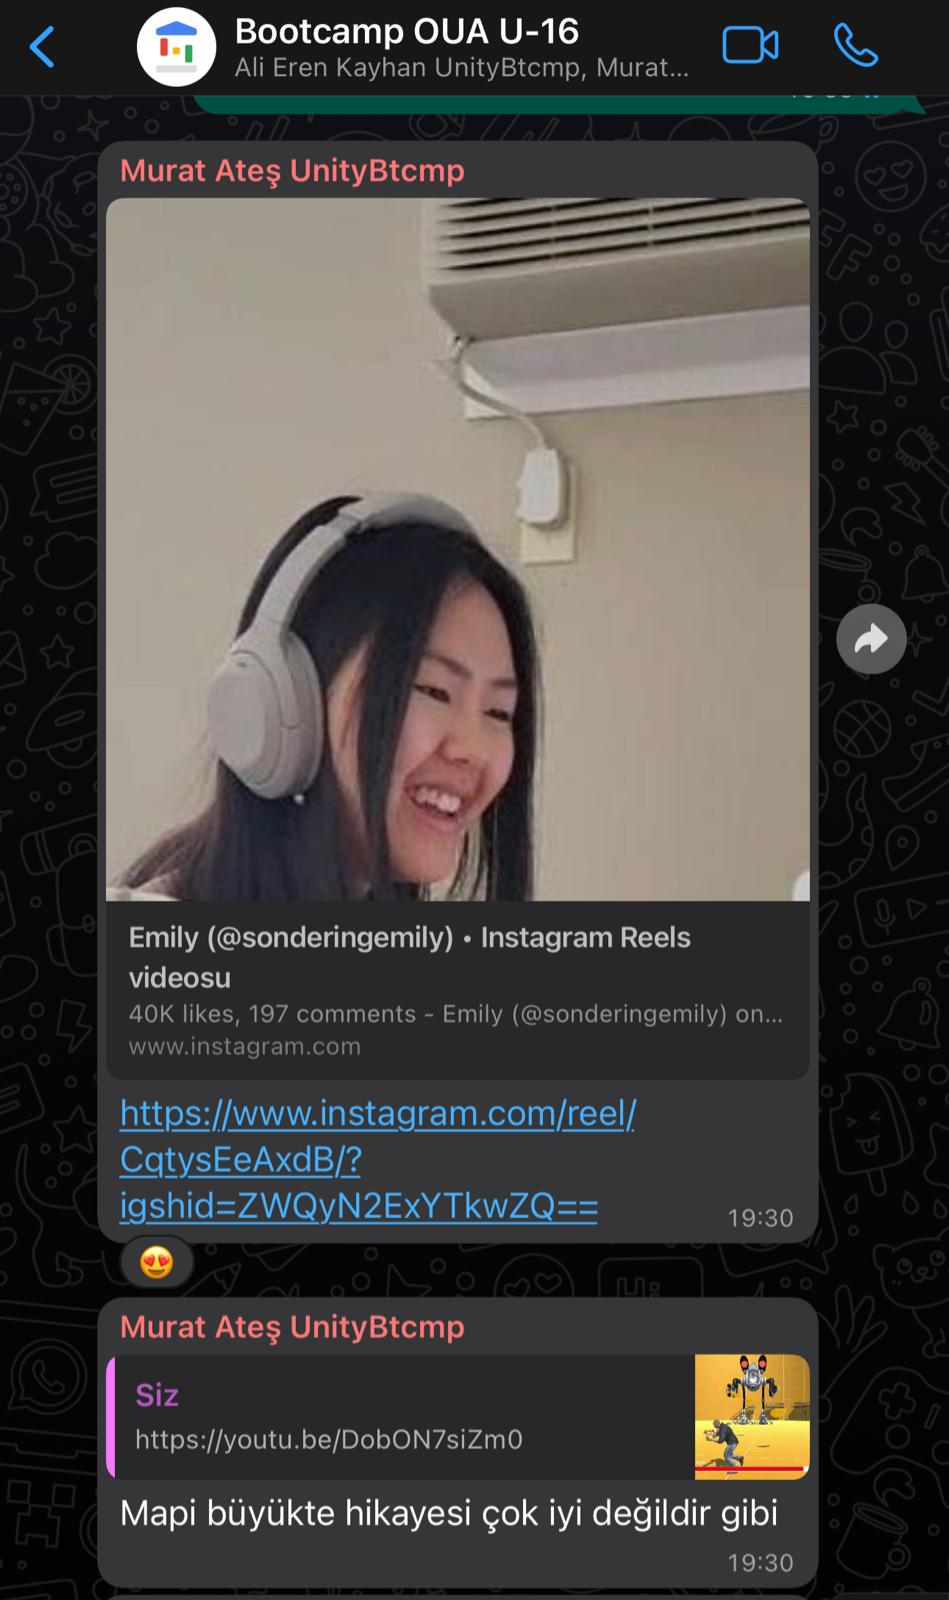 Bootcamp OUA U-16
Ali Eren Kayhan UnityBtcmp, Murat...
Murat Ateş UnityBtcmp
Emily (@sonderingemily) • Instagram Reels
videosu
40K likes, 197 comments - Emily (@sonderingemily) on...
www.instagram.com
https://www.instagram.com/reel/
CqtysEeAxdB/?
igshid=ZWQyN2ExYTkwZQ==
19:30
Murat Ateş UnityBtcmp
Siz
https://youtu.be/DobON7siZm0
Mapi büyükte hikayesi çok iyi değildir gibi
19:30